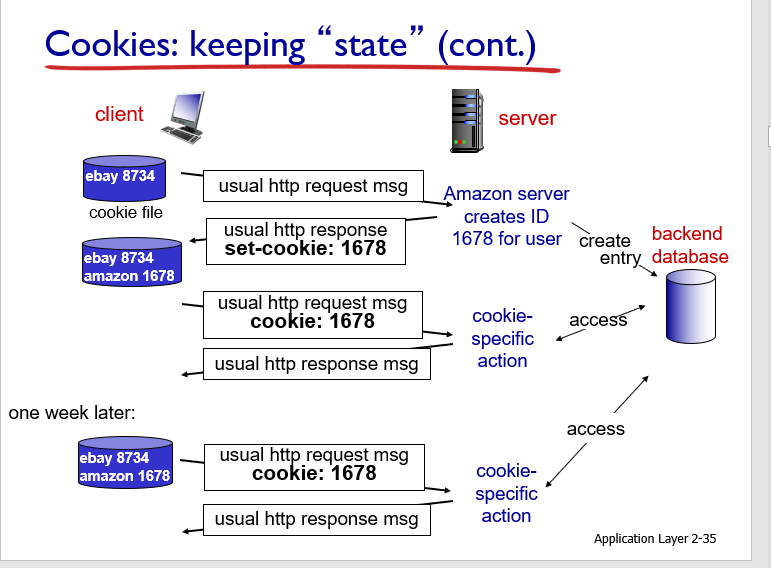 Cookies: keeping “state” (cont.)
client
server
ebay 8734
cookie file
usual http request msg
Amazon server
creates ID
1678 for user
create
entry
backend
database
usual http response
set-cookie: 1678
ebay 8734
amazon 1678
usual http request msg
cookie: 1678
cookie-
specific
action
access
usual http response msg
one week later:
access
ebay 8734
amazon 1678
usual http request msg
cookie: 1678
cookie-
specific
action
usual http response msg
Application Layer 2-35